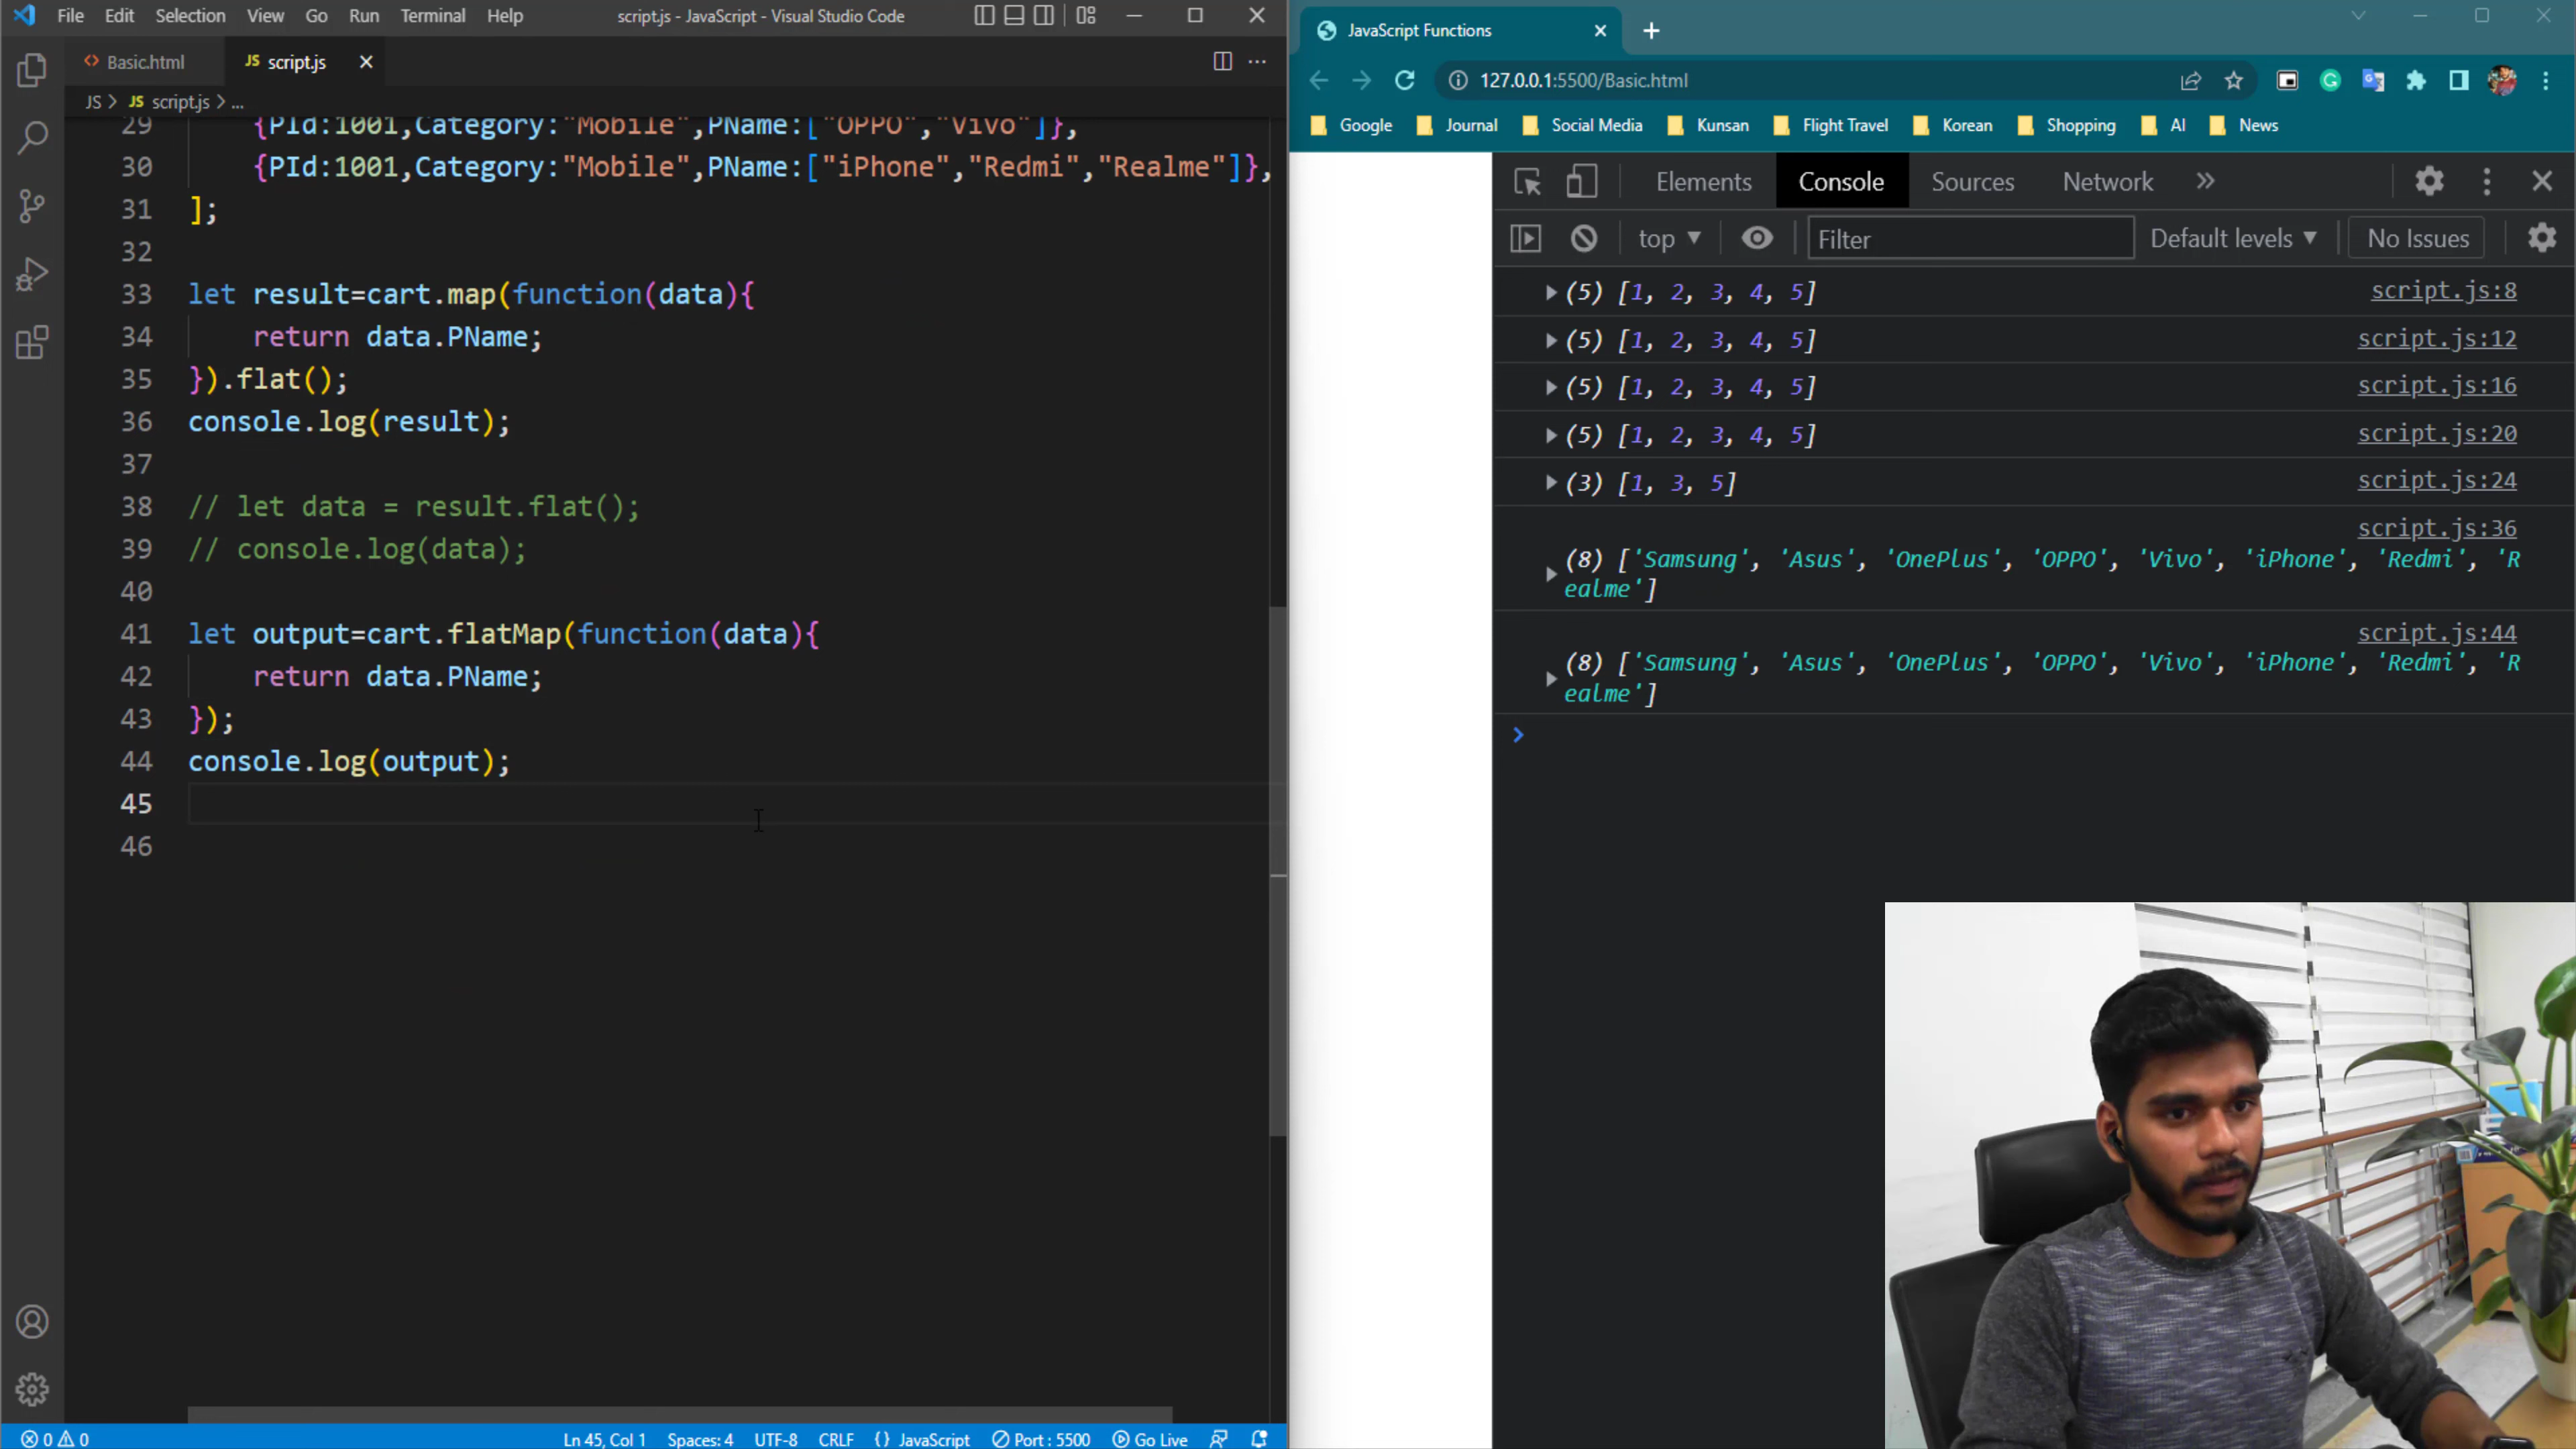 File Edit Selection View Go Run Terminal Help script.js - JavaScript - Visual Studio Code
Basic.html JS script.js
JS > JS script.js > ...
29 {PId:1001,Category:"Mobile",PName:["OPPO","Vivo"]},
30 {PId:1001,Category:"Mobile",PName:["iPhone","Redmi","Realme"]},
31 ];
32
33 let result=cart.map(function(data){
34 return data.PName;
35 }).flat();
36 console.log(result);
37
38 // let data = result.flat();
39 // console.log(data);
40
41 let output=cart.flatMap(function(data){
42 return data.PName;
43 });
44 console.log(output);
45
46
0 0 Ln 45, Col 1 Spaces: 4 UTF-8 CRLF {} JavaScript Port : 5500 Go Live
JavaScript Functions
127.0.0.1:5500/Basic.html
Google Journal Social Media Kunsan Flight Travel Korean Shopping AI News
Elements Console Sources Network »
top Filter Default levels No Issues
(5) [1, 2, 3, 4, 5] script.js:8
(5) [1, 2, 3, 4, 5] script.js:12
(5) [1, 2, 3, 4, 5] script.js:16
(5) [1, 2, 3, 4, 5] script.js:20
(3) [1, 3, 5] script.js:24
script.js:36
(8) ['Samsung', 'Asus', 'OnePlus', 'OPPO', 'Vivo', 'iPhone', 'Redmi', 'R
ealme']
script.js:44
(8) ['Samsung', 'Asus', 'OnePlus', 'OPPO', 'Vivo', 'iPhone', 'Redmi', 'R
ealme']
>